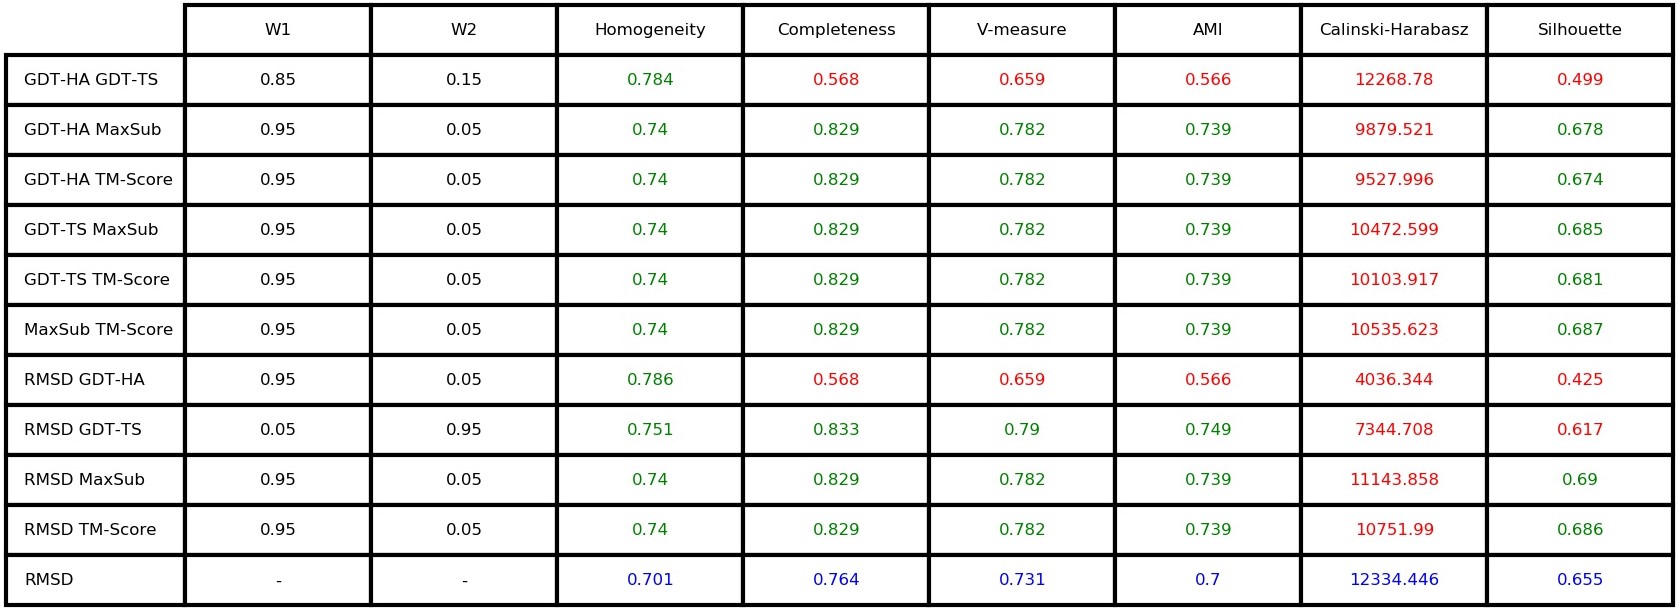 W1 W2 Homogeneity Completeness V-measure AMI Calinski-Harabasz Silhouette
GDT-HA GDT-TS 0.85 0.15 0.784 0.568 0.659 0.566 12268.78 0.499
GDT-HA MaxSub 0.95 0.05 0.74 0.829 0.782 0.739 9879.521 0.678
GDT-HA TM-Score 0.95 0.05 0.74 0.829 0.782 0.739 9527.996 0.674
GDT-TS MaxSub 0.95 0.05 0.74 0.829 0.782 0.739 10472.599 0.685
GDT-TS TM-Score 0.95 0.05 0.74 0.829 0.782 0.739 10103.917 0.681
MaxSub TM-Score 0.95 0.05 0.74 0.829 0.782 0.739 10535.623 0.687
RMSD GDT-HA 0.95 0.05 0.786 0.568 0.659 0.566 4036.344 0.425
RMSD GDT-TS 0.05 0.95 0.751 0.833 0.79 0.749 7344.708 0.617
RMSD MaxSub 0.95 0.05 0.74 0.829 0.782 0.739 11143.858 0.69
RMSD TM-Score 0.95 0.05 0.74 0.829 0.782 0.739 10751.99 0.686
RMSD - - 0.701 0.764 0.731 0.7 12334.446 0.655